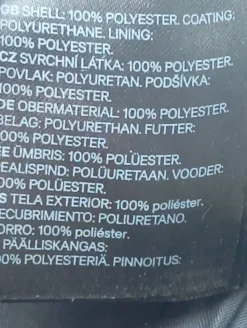 GB SHELL: 100% POLYESTER. COATING:
POLYURETHANE. LINING:
100% POLYESTER.
CZ SVRCHNÍ LÁTKA: 100% POLYESTER.
POVLAK: POLYURETAN. PODŠÍVKA:
100% POLYESTER.
DE OBERMATERIAL: 100% POLYESTER.
BELAG: POLYURETHAN. FUTTER:
100% POLYESTER.
EE ÜMBRIS: 100% POLÜESTER.
PEALISPIND: POLÜURETAAN. VOODER:
100% POLÜESTER.
ES TELA EXTERIOR: 100% poliéster.
RECUBRIMIENTO: POLIURETANO.
FORRO: 100% poliéster.
FI PÄÄLLISKANGAS:
100% POLYESTERIÄ. PINNOITUS: